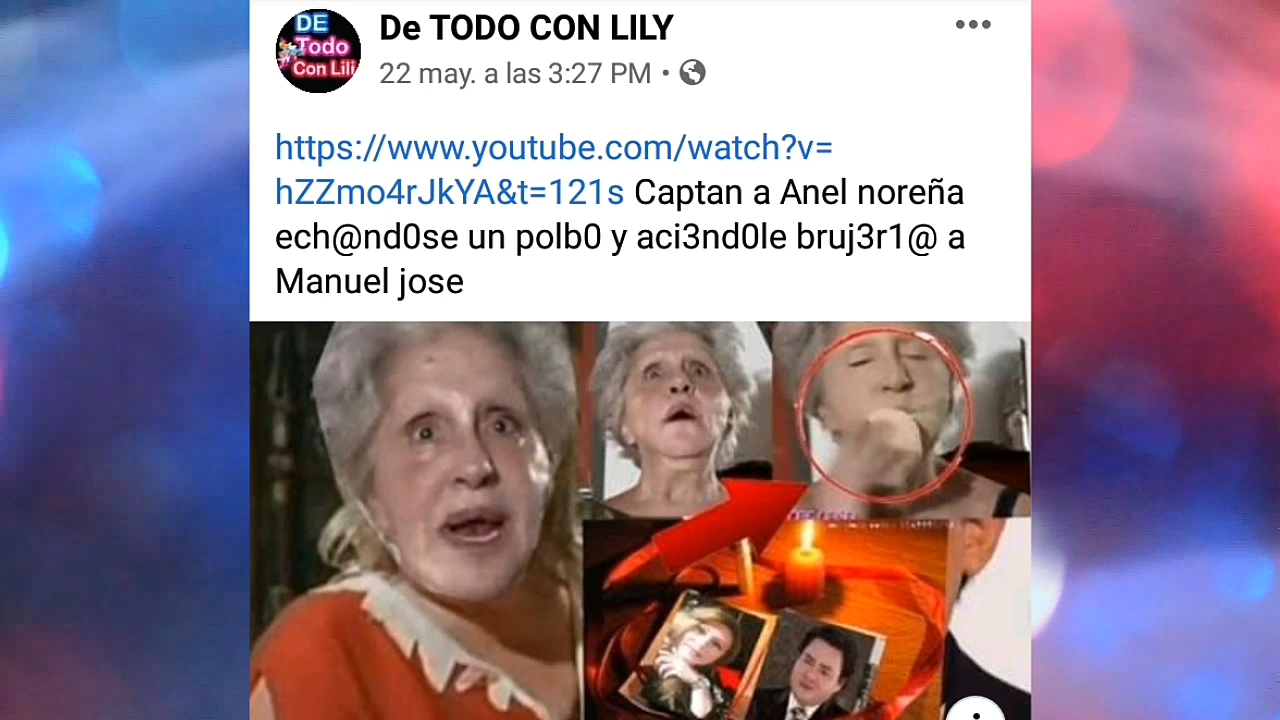 DE
Todo
Con Lili
De TODO CON LILY
22 may. a las 3:27 PM •
https://www.youtube.com/watch?v=
hZZmo4rJkYA&t=121s Captan a Anel noreña
ech@nd0se un polb0 y aci3nd0le bruj3r1@ a
Manuel jose